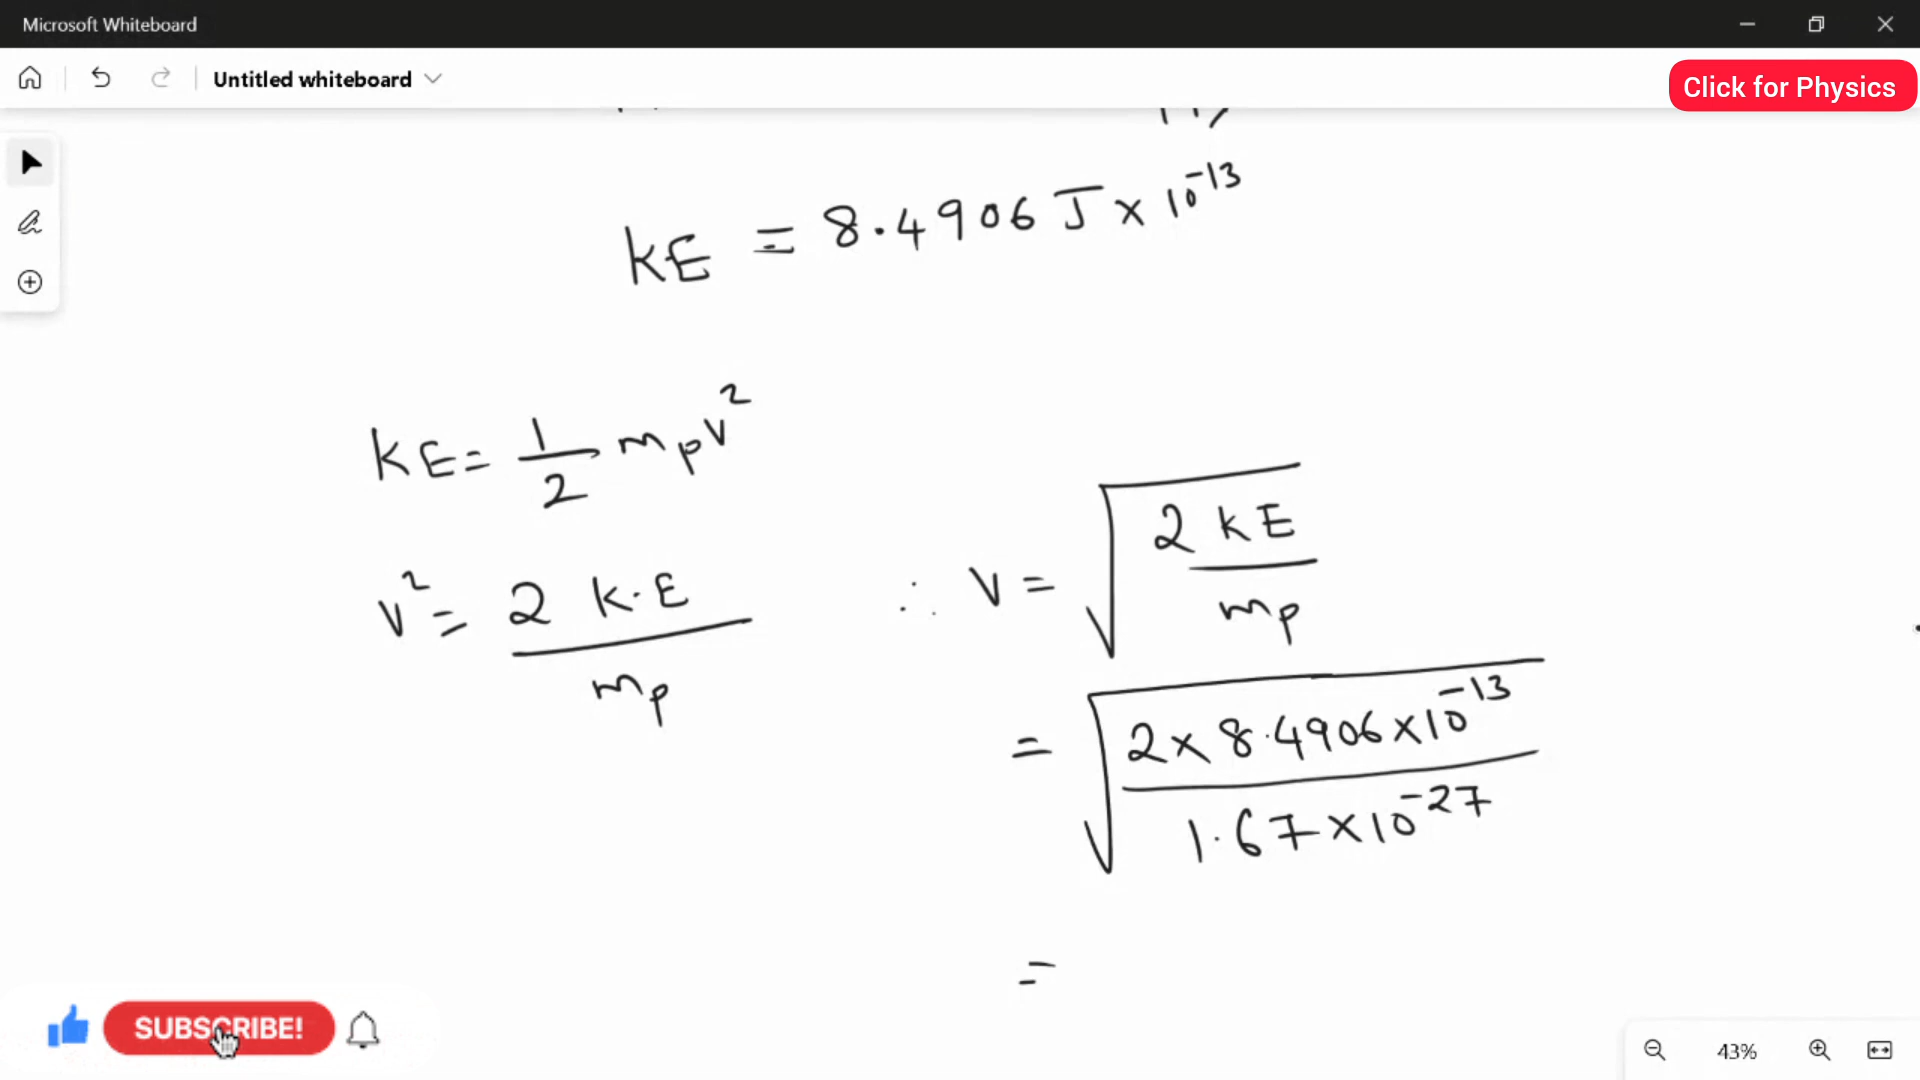 Microsoft Whiteboard
Untitled whiteboard
Click for Physics
KE = 8.4906 J × 10⁻¹³
KE = 1/2 mₚv²
v² = 2 K.E / mₚ
∴ v = √(2 KE / mₚ)
= √(2 × 8.4906 × 10⁻¹³ / 1.67 × 10⁻²⁷)
=
SUBSCRIBE!
43%